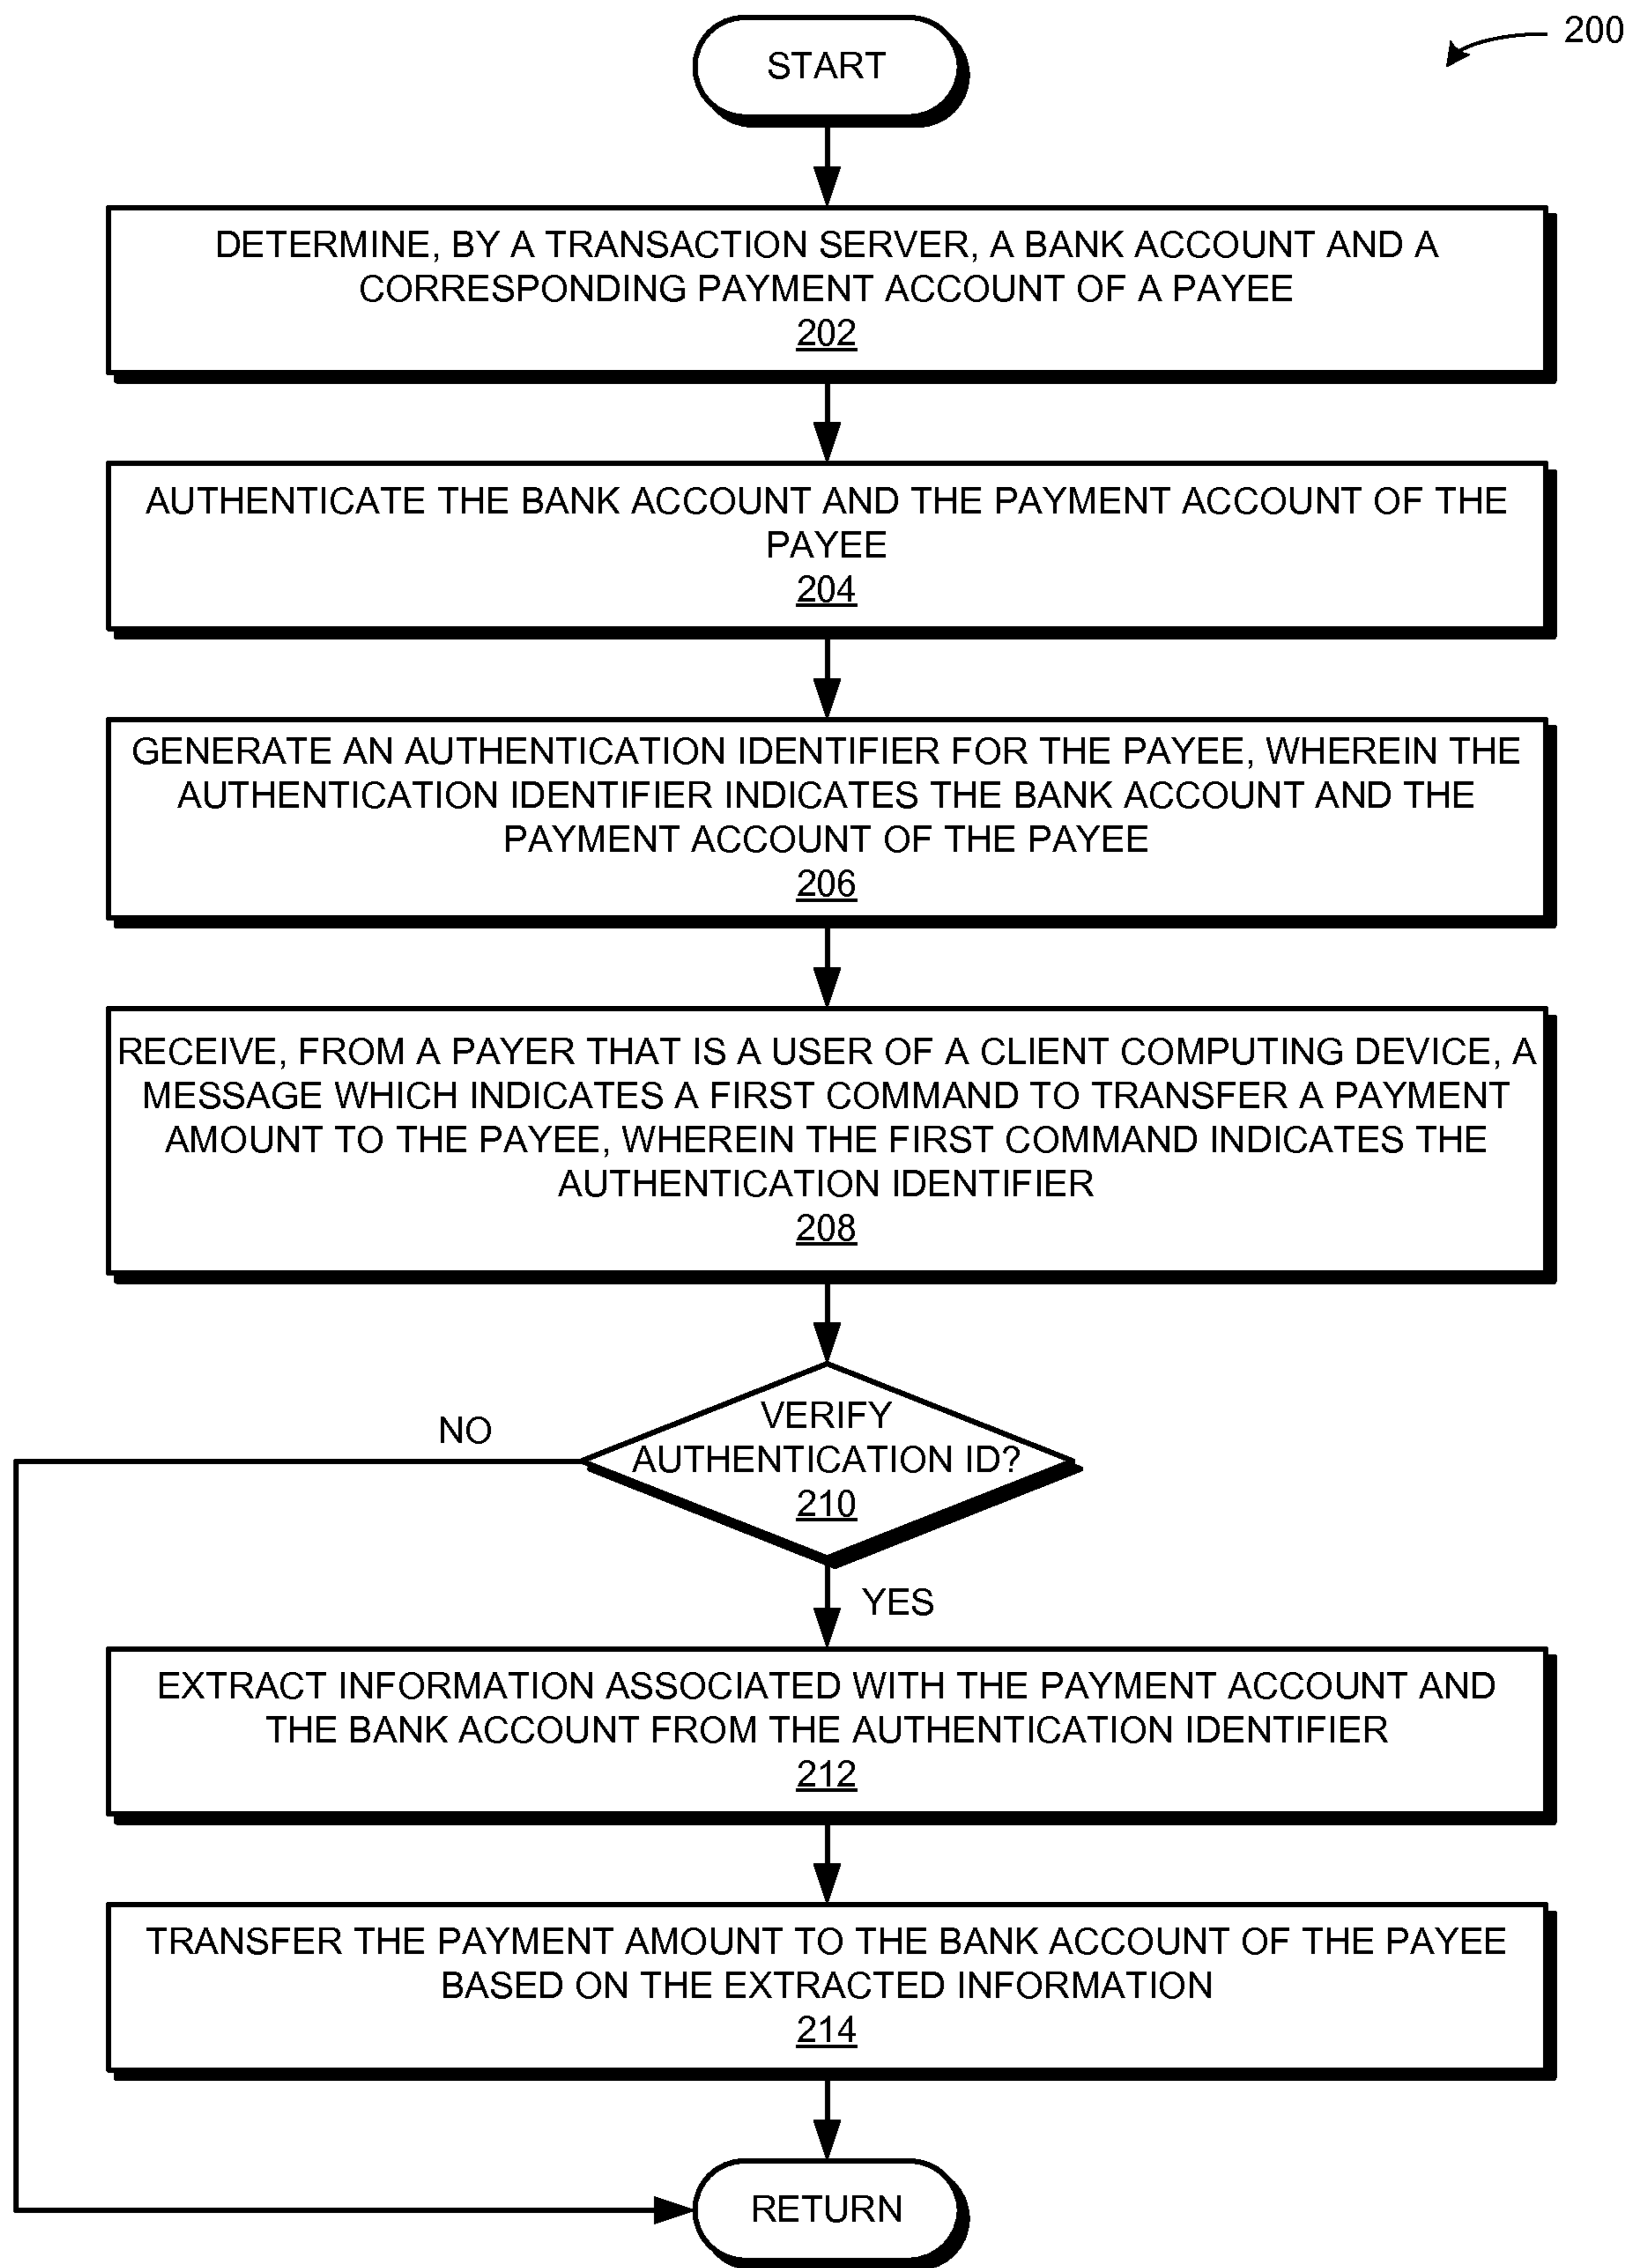 200
START
DETERMINE, BY A TRANSACTION SERVER, A BANK ACCOUNT AND A
CORRESPONDING PAYMENT ACCOUNT OF A PAYEE
202
AUTHENTICATE THE BANK ACCOUNT AND THE PAYMENT ACCOUNT OF THE
PAYEE
204
GENERATE AN AUTHENTICATION IDENTIFIER FOR THE PAYEE, WHEREIN THE
AUTHENTICATION IDENTIFIER INDICATES THE BANK ACCOUNT AND THE
PAYMENT ACCOUNT OF THE PAYEE
206
RECEIVE, FROM A PAYER THAT IS A USER OF A CLIENT COMPUTING DEVICE, A
MESSAGE WHICH INDICATES A FIRST COMMAND TO TRANSFER A PAYMENT
AMOUNT TO THE PAYEE, WHEREIN THE FIRST COMMAND INDICATES THE
AUTHENTICATION IDENTIFIER
208
VERIFY
AUTHENTICATION ID?
210
NO
YES
EXTRACT INFORMATION ASSOCIATED WITH THE PAYMENT ACCOUNT AND
THE BANK ACCOUNT FROM THE AUTHENTICATION IDENTIFIER
212
TRANSFER THE PAYMENT AMOUNT TO THE BANK ACCOUNT OF THE PAYEE
BASED ON THE EXTRACTED INFORMATION
214
RETURN